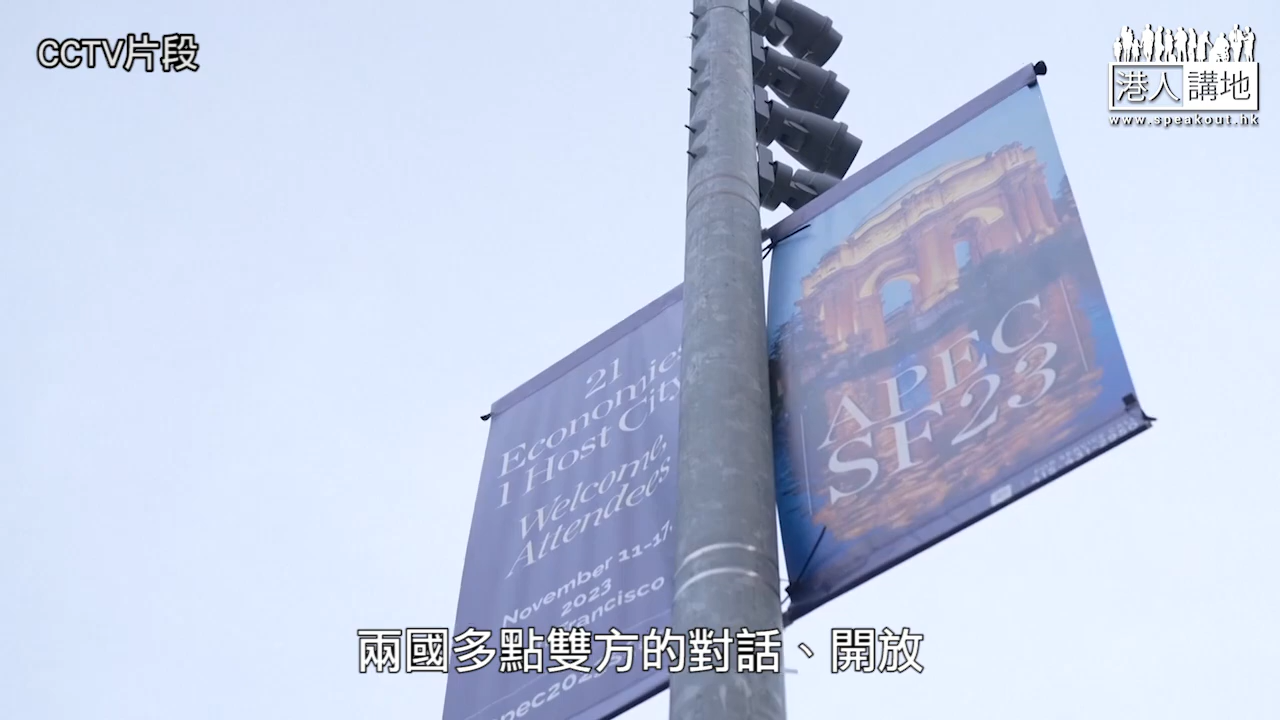 CCTV片段
港人講地
www.speakout.hk
21
Economies
1 Host City
Welcome,
Attendees
November 11-17,
2023
Francisco
APEC
SF23
兩國多點雙方的對話、開放